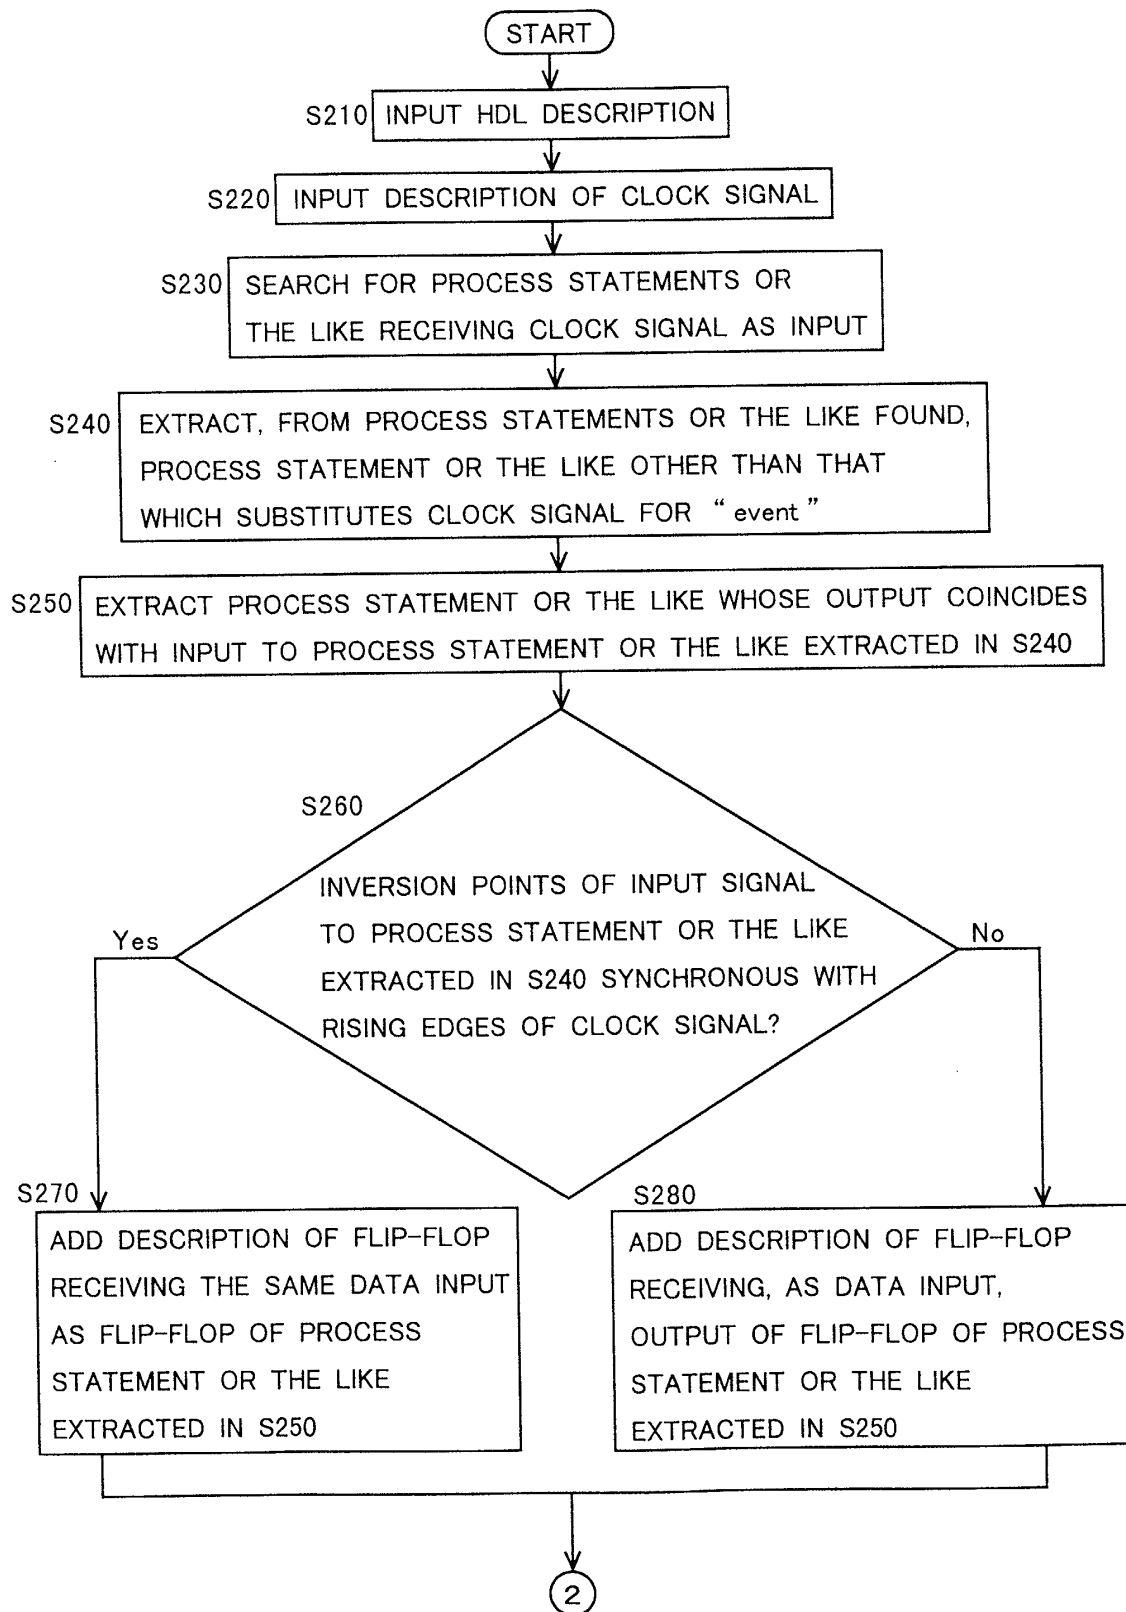 START
S210
INPUT HDL DESCRIPTION
S220
INPUT DESCRIPTION OF CLOCK SIGNAL
S230
SEARCH FOR PROCESS STATEMENTS OR
THE LIKE RECEIVING CLOCK SIGNAL AS INPUT
S240
EXTRACT, FROM PROCESS STATEMENTS OR THE LIKE FOUND,
PROCESS STATEMENT OR THE LIKE OTHER THAN THAT
WHICH SUBSTITUTES CLOCK SIGNAL FOR “event”
S250
EXTRACT PROCESS STATEMENT OR THE LIKE WHOSE OUTPUT COINCIDES
WITH INPUT TO PROCESS STATEMENT OR THE LIKE EXTRACTED IN S240
S260
INVERSION POINTS OF INPUT SIGNAL
TO PROCESS STATEMENT OR THE LIKE
EXTRACTED IN S240 SYNCHRONOUS WITH
RISING EDGES OF CLOCK SIGNAL?
Yes
No
S270
ADD DESCRIPTION OF FLIP-FLOP
RECEIVING THE SAME DATA INPUT
AS FLIP-FLOP OF PROCESS
STATEMENT OR THE LIKE
EXTRACTED IN S250
S280
ADD DESCRIPTION OF FLIP-FLOP
RECEIVING, AS DATA INPUT,
OUTPUT OF FLIP-FLOP OF PROCESS
STATEMENT OR THE LIKE
EXTRACTED IN S250
2